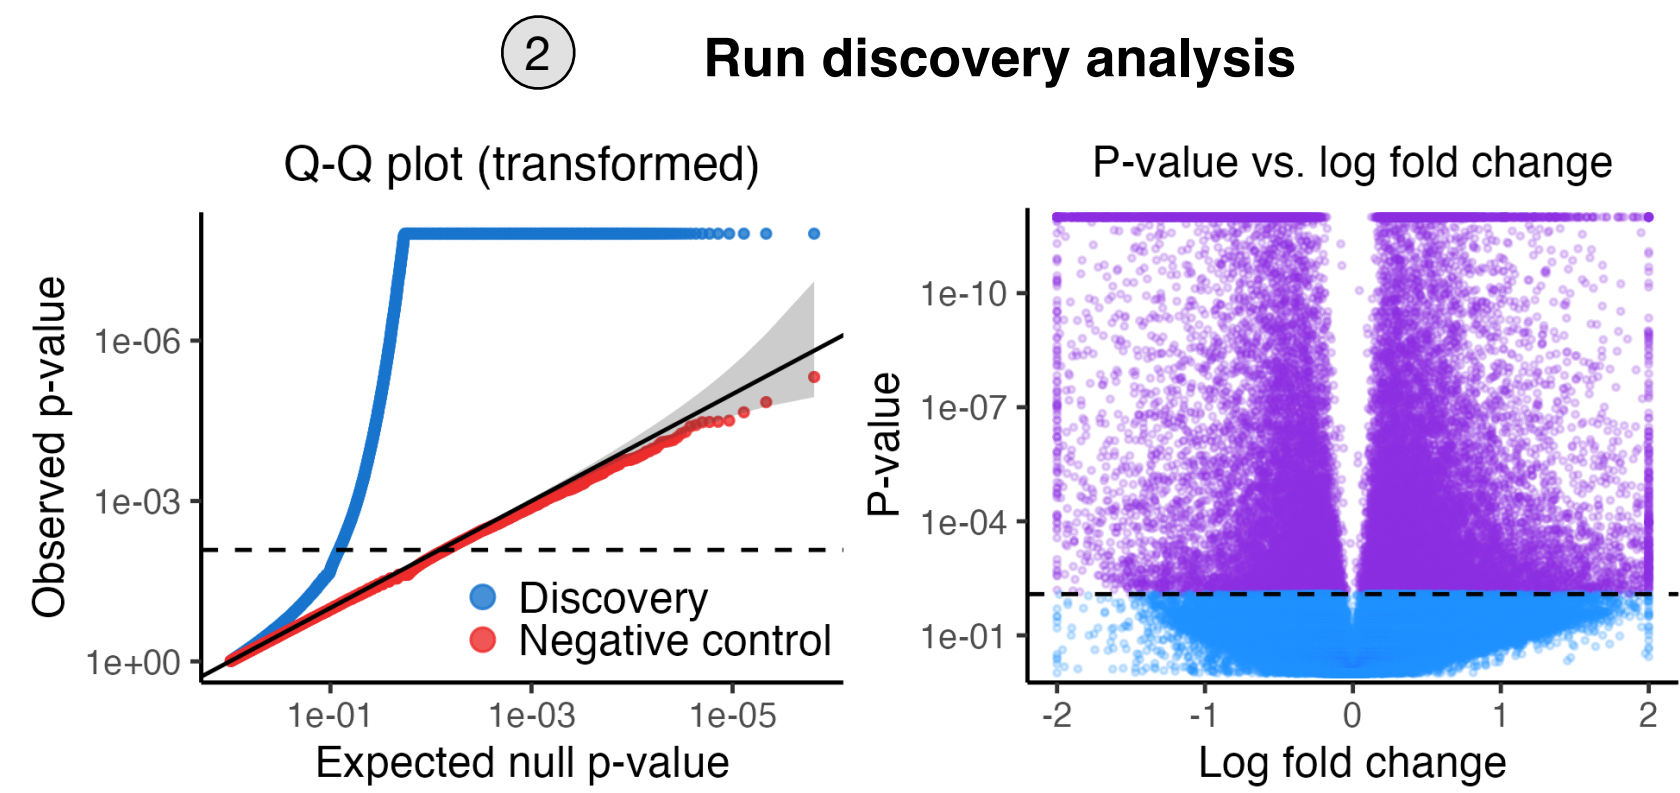 2
Run discovery analysis
Q-Q plot (transformed)
Observed p-value
1e-06
1e-03
1e+00
Discovery
Negative control
1e-01
1e-03
1e-05
Expected null p-value
P-value vs. log fold change
P-value
1e-10
1e-07
1e-04
1e-01
-2
-1
0
1
2
Log fold change